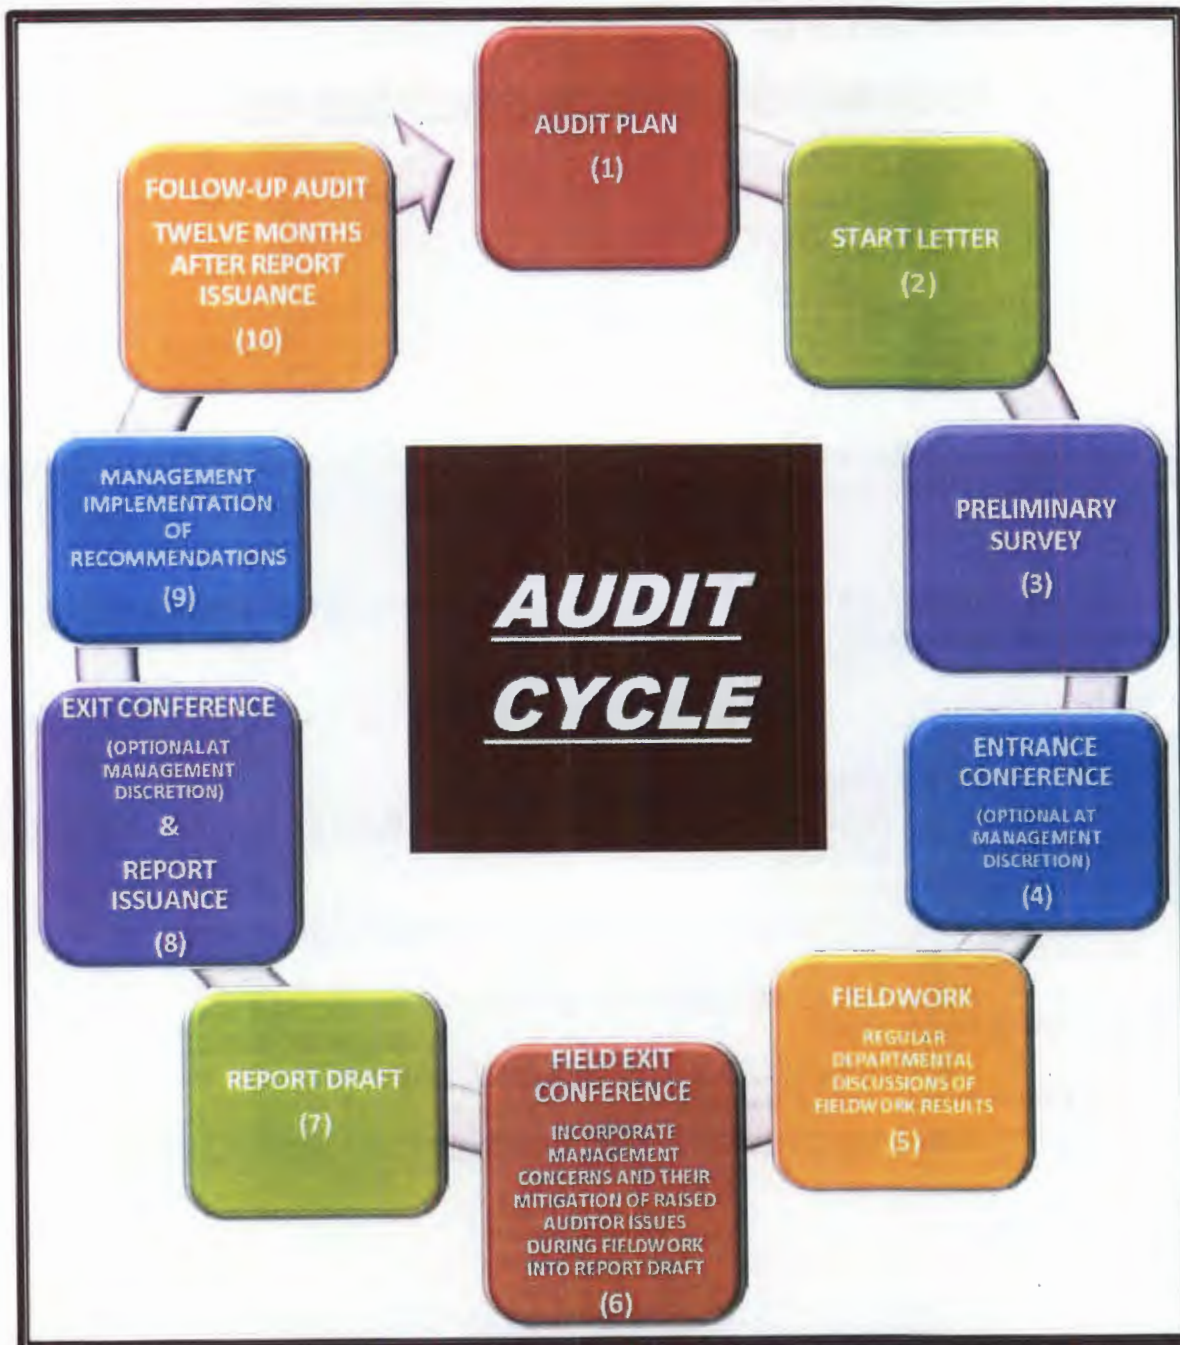 AUDIT PLAN
(1)
START LETTER
(2)
PRELIMINARY
SURVEY
(3)
ENTRANCE
CONFERENCE
(OPTIONAL AT
MANAGEMENT
DISCRETION)
(4)
FIELDWORK
REGULAR
DEPARTMENTAL
DISCUSSIONS OF
FIELDWORK RESULTS
(5)
FIELD EXIT
CONFERENCE
INCORPORATE
MANAGEMENT
CONCERNS AND THEIR
MITIGATION OF RAISED
AUDITOR ISSUES
DURING FIELDWORK
INTO REPORT DRAFT
(6)
REPORT DRAFT
(7)
EXIT CONFERENCE
(OPTIONAL AT
MANAGEMENT
DISCRETION)
&
REPORT
ISSUANCE
(8)
MANAGEMENT
IMPLEMENTATION
OF
RECOMMENDATIONS
(9)
FOLLOW-UP AUDIT
TWELVE MONTHS
AFTER REPORT
ISSUANCE
(10)
AUDIT
CYCLE